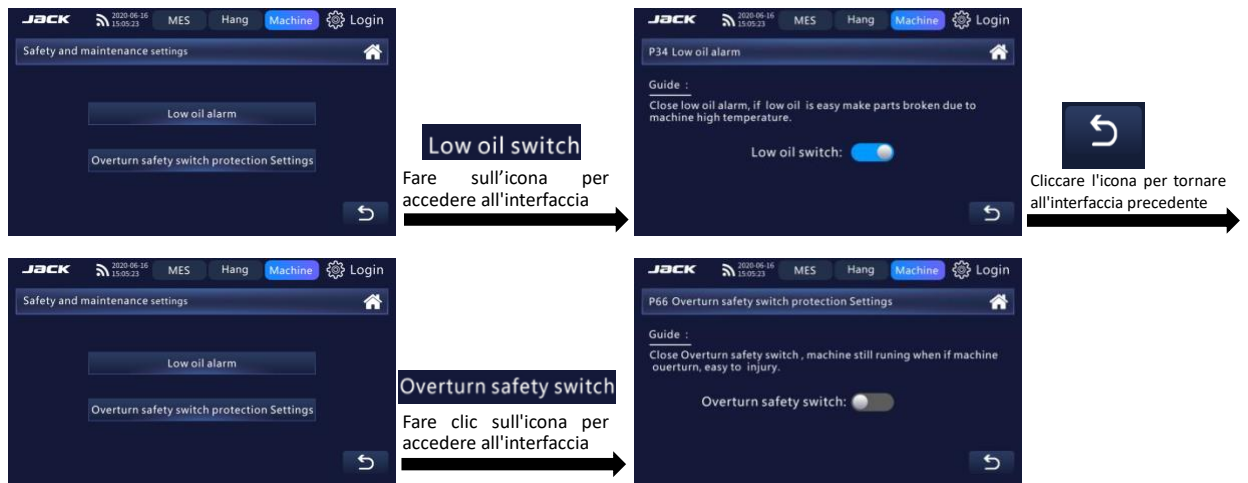 JACK 2020-06-16 15:05:23 MES Hang Machine Login
Safety and maintenance settings
Low oil alarm
Overturn safety switch protection Settings
Low oil switch
Fare sull’icona per
accedere all'interfaccia
JACK 2020-06-16 15:05:23 MES Hang Machine Login
P34 Low oil alarm
Guide :
Close low oil alarm, if low oil is easy make parts broken due to
machine high temperature.
Low oil switch:
Cliccare l'icona per tornare
all'interfaccia precedente
JACK 2020-06-16 15:05:23 MES Hang Machine Login
Safety and maintenance settings
Low oil alarm
Overturn safety switch protection Settings
Overturn safety switch
Fare clic sull'icona per
accedere all'interfaccia
JACK 2020-06-16 15:05:23 MES Hang Machine Login
P66 Overturn safety switch protection Settings
Guide :
Close Overturn safety switch , machine still runing when if machine
ouerturn, easy to injury.
Overturn safety switch: